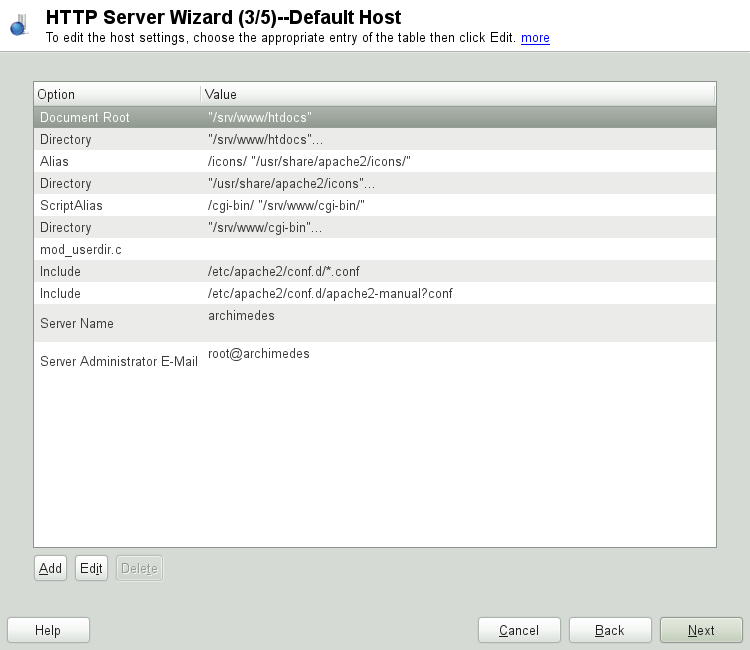 HTTP Server Wizard (3/5)--Default Host
To edit the host settings, choose the appropriate entry of the table then click Edit. more
Option Value
Document Root "/srv/www/htdocs"
Directory "/srv/www/htdocs"...
Alias /icons/ "/usr/share/apache2/icons/"
Directory "/usr/share/apache2/icons"...
ScriptAlias /cgi-bin/ "/srv/www/cgi-bin/"
Directory "/srv/www/cgi-bin"...
mod_userdir.c
Include /etc/apache2/conf.d/*.conf
Include /etc/apache2/conf.d/apache2-manual?conf
Server Name archimedes
Server Administrator E-Mail root@archimedes
Add Edit Delete
Help Cancel Back Next